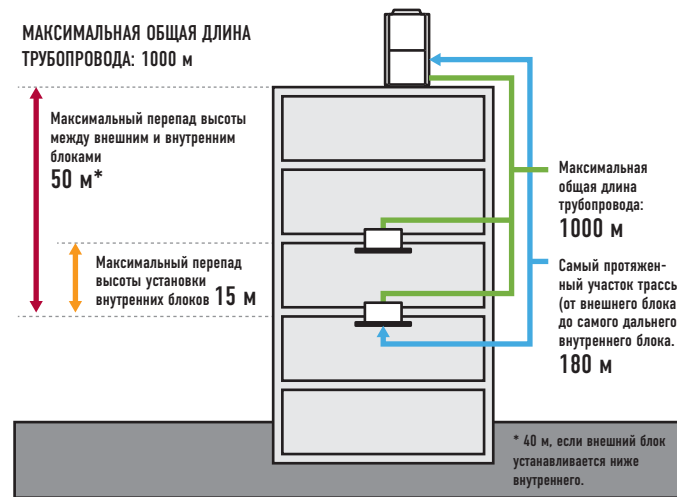 МАКСИМАЛЬНАЯ ОБЩАЯ ДЛИНА
ТРУБОПРОВОДА: 1000 м
Максимальный перепад высоты
между внешним и внутренним
блоками
50 м*
Максимальный перепад
высоты установки
внутренних блоков 15 м
Максимальная
общая длина
трубопровода:
1000 м
Самый протяжен-
ный участок трассы
(от внешнего блока
до самого дальнего
внутреннего блока.
180 м
* 40 м, если внешний блок
устанавливается ниже
внутреннего.